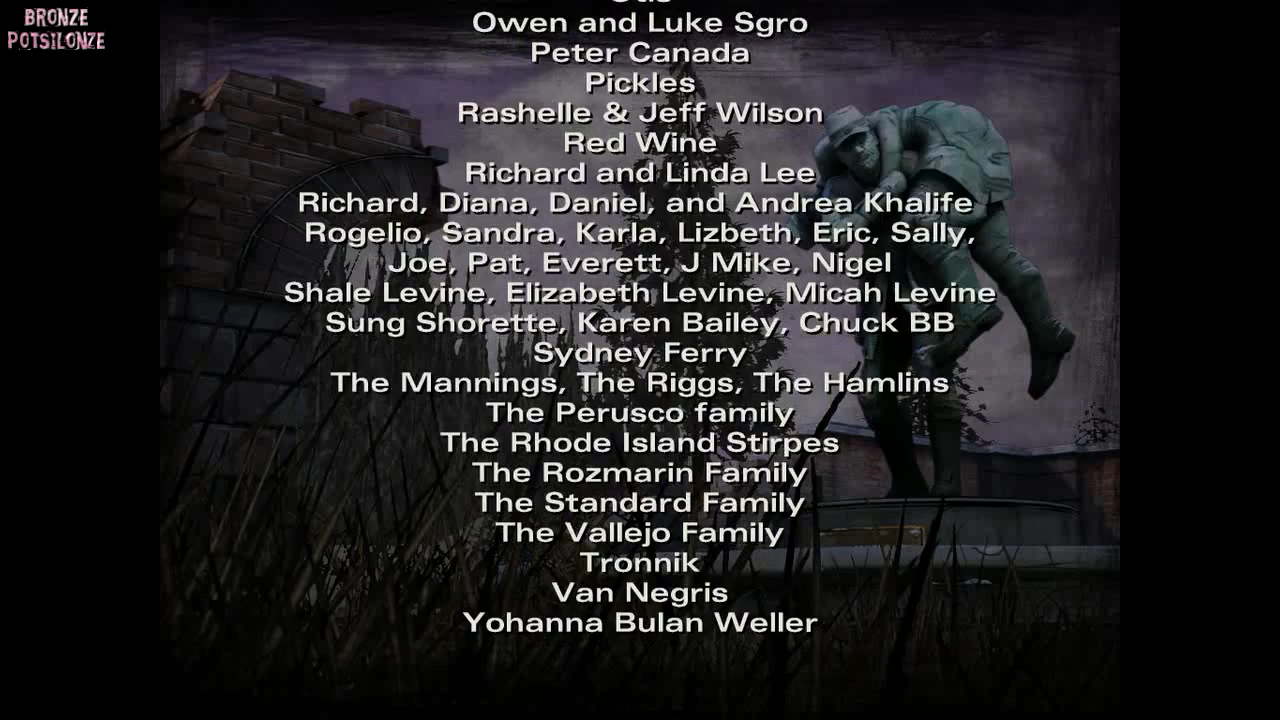 BRONZE
POTSILONZE
Owen and Luke Sgro
Peter Canada
Pickles
Rashelle & Jeff Wilson
Red Wine
Richard and Linda Lee
Richard, Diana, Daniel, and Andrea Khalife
Rogelio, Sandra, Karla, Lizbeth, Eric, Sally,
Joe, Pat, Everett, J Mike, Nigel
Shale Levine, Elizabeth Levine, Micah Levine
Sung Shorette, Karen Bailey, Chuck BB
Sydney Ferry
The Mannings, The Riggs, The Hamlins
The Perusco family
The Rhode Island Stirpes
The Rozmarin Family
The Standard Family
The Vallejo Family
Tronnik
Van Negris
Yohanna Bulan Weller